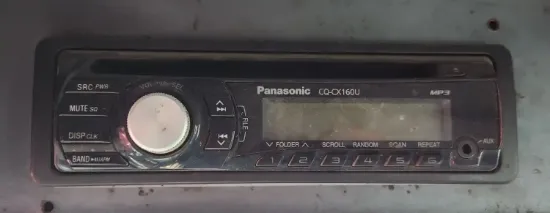 SRC PWR
MUTE SQ
DISP CLK
BAND
Panasonic CQ-CX160U
MP3
FILE
FOLDER SCROLL RANDOM SCAN REPEAT
AUX
1 2 3 4 5 6